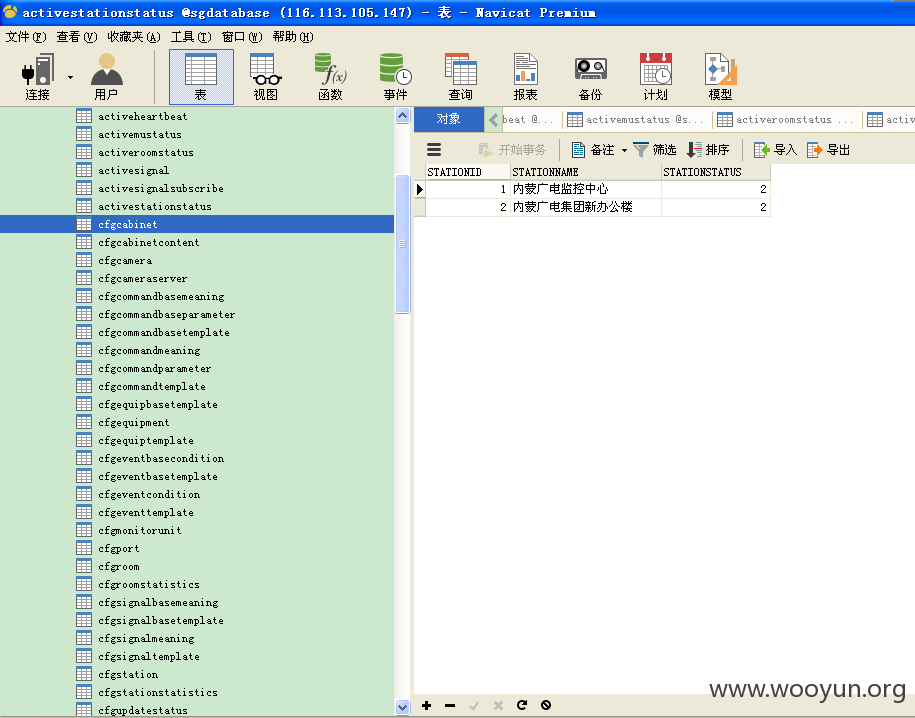 activestationstatus @sgdatabase (116.113.105.147) - 表 - Navicat Premium
文件(F) 查看(V) 收藏夹(A) 工具(T) 窗口(W) 帮助(H)
连接 用户 表 视图 函数 事件 查询 报表 备份 计划 模型
对象 beat @... activemustatus @s... activeroomstatus ... activ
开始事务 备注 筛选 排序 导入 导出
STATIONID STATIONNAME STATIONSTATUS
1 内蒙广电监控中心 2
2 内蒙广电集团新办公楼 2
activeheartbeat
activemustatus
activeroomstatus
activesignal
activesignalsubscribe
activestationstatus
cfgcabinet
cfgcabinetcontent
cfgcamera
cfgcameraserver
cfgcommandbasemeaning
cfgcommandbaseparameter
cfgcommandbasetemplate
cfgcommandmeaning
cfgcommandparameter
cfgcommandtemplate
cfgequipbasetemplate
cfgequipment
cfgequiptemplate
cfgeventbasecondition
cfgeventbasetemplate
cfgeventcondition
cfgeventtemplate
cfgmonitorunit
cfgport
cfgroom
cfgroomstatistics
cfgsignalbasemeaning
cfgsignalbasetemplate
cfgsignalmeaning
cfgsignaltemplate
cfgstation
cfgstationstatistics
cfgupdatestatus
www.wooyun.org